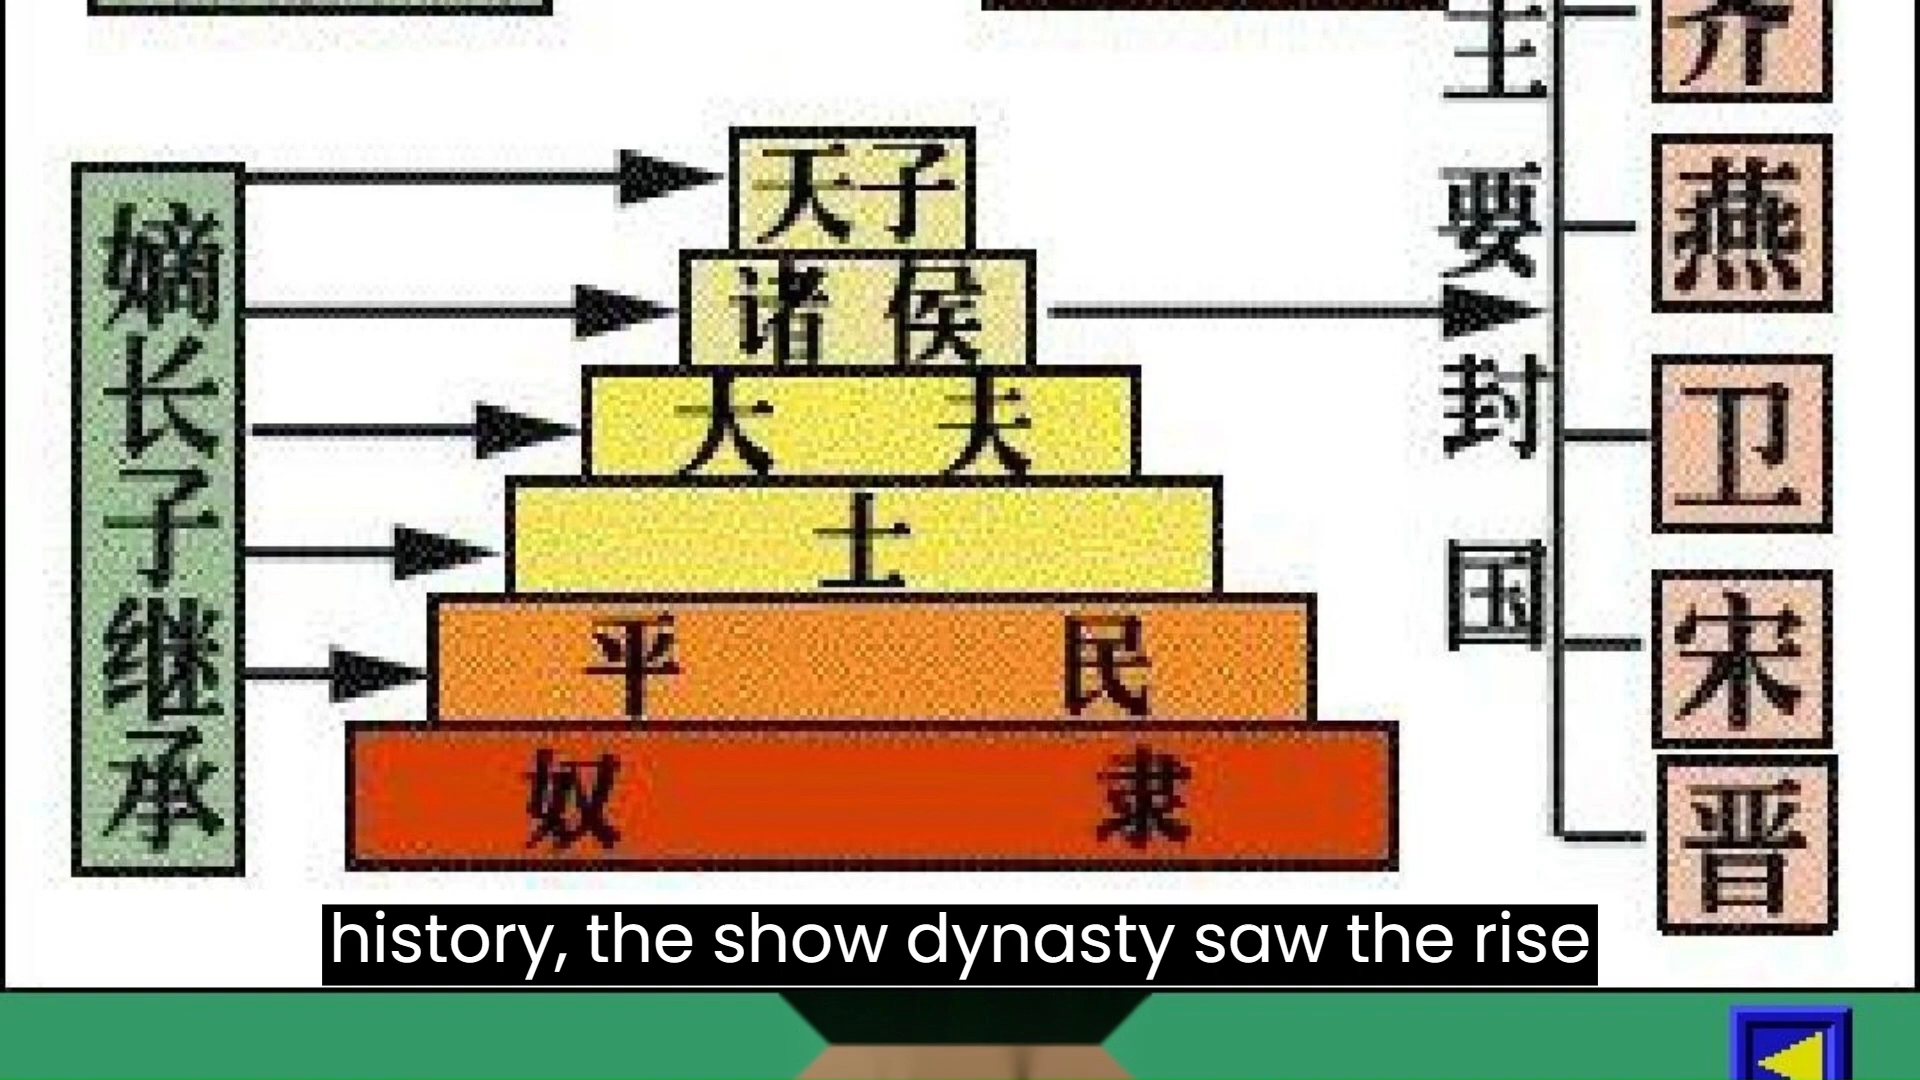 嫡长子继承
天子
诸侯
大夫
士
平民
奴隶
主要封国
齐
燕
卫
宋
晋
history, the show dynasty saw the rise